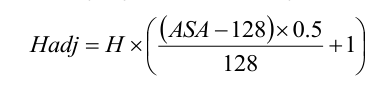 Hadj = H × ( (ASA – 128) × 0.5 / 128 + 1 )